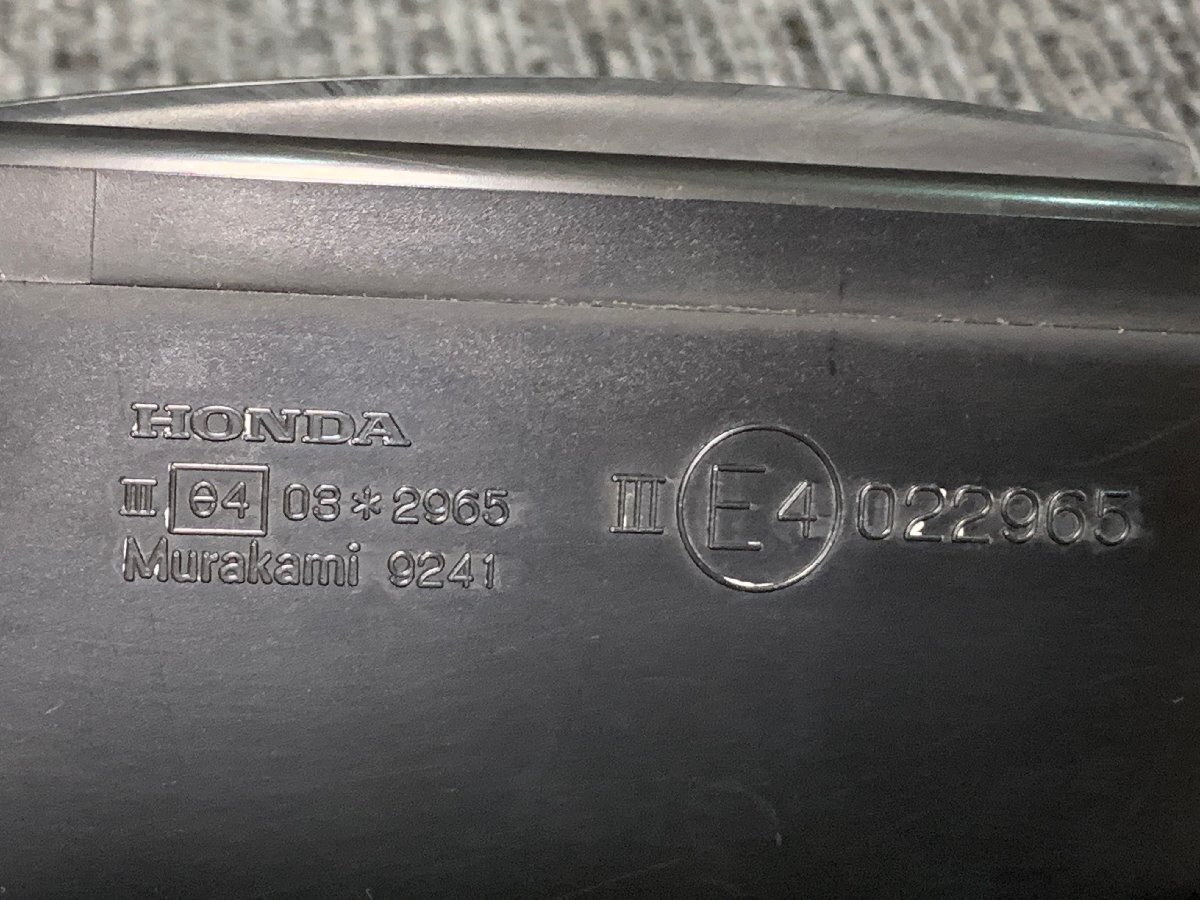 HONDA
III e4 03*2965
Murakami 9241
III E4 022965